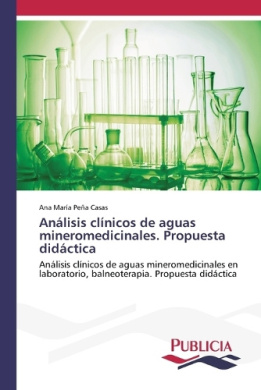 Ana María Peña Casas
Análisis clínicos de aguas
mineromedicinales. Propuesta
didáctica
Análisis clínicos de aguas mineromedicinales en
laboratorio, balneoterapia. Propuesta didáctica
PUBLICIA